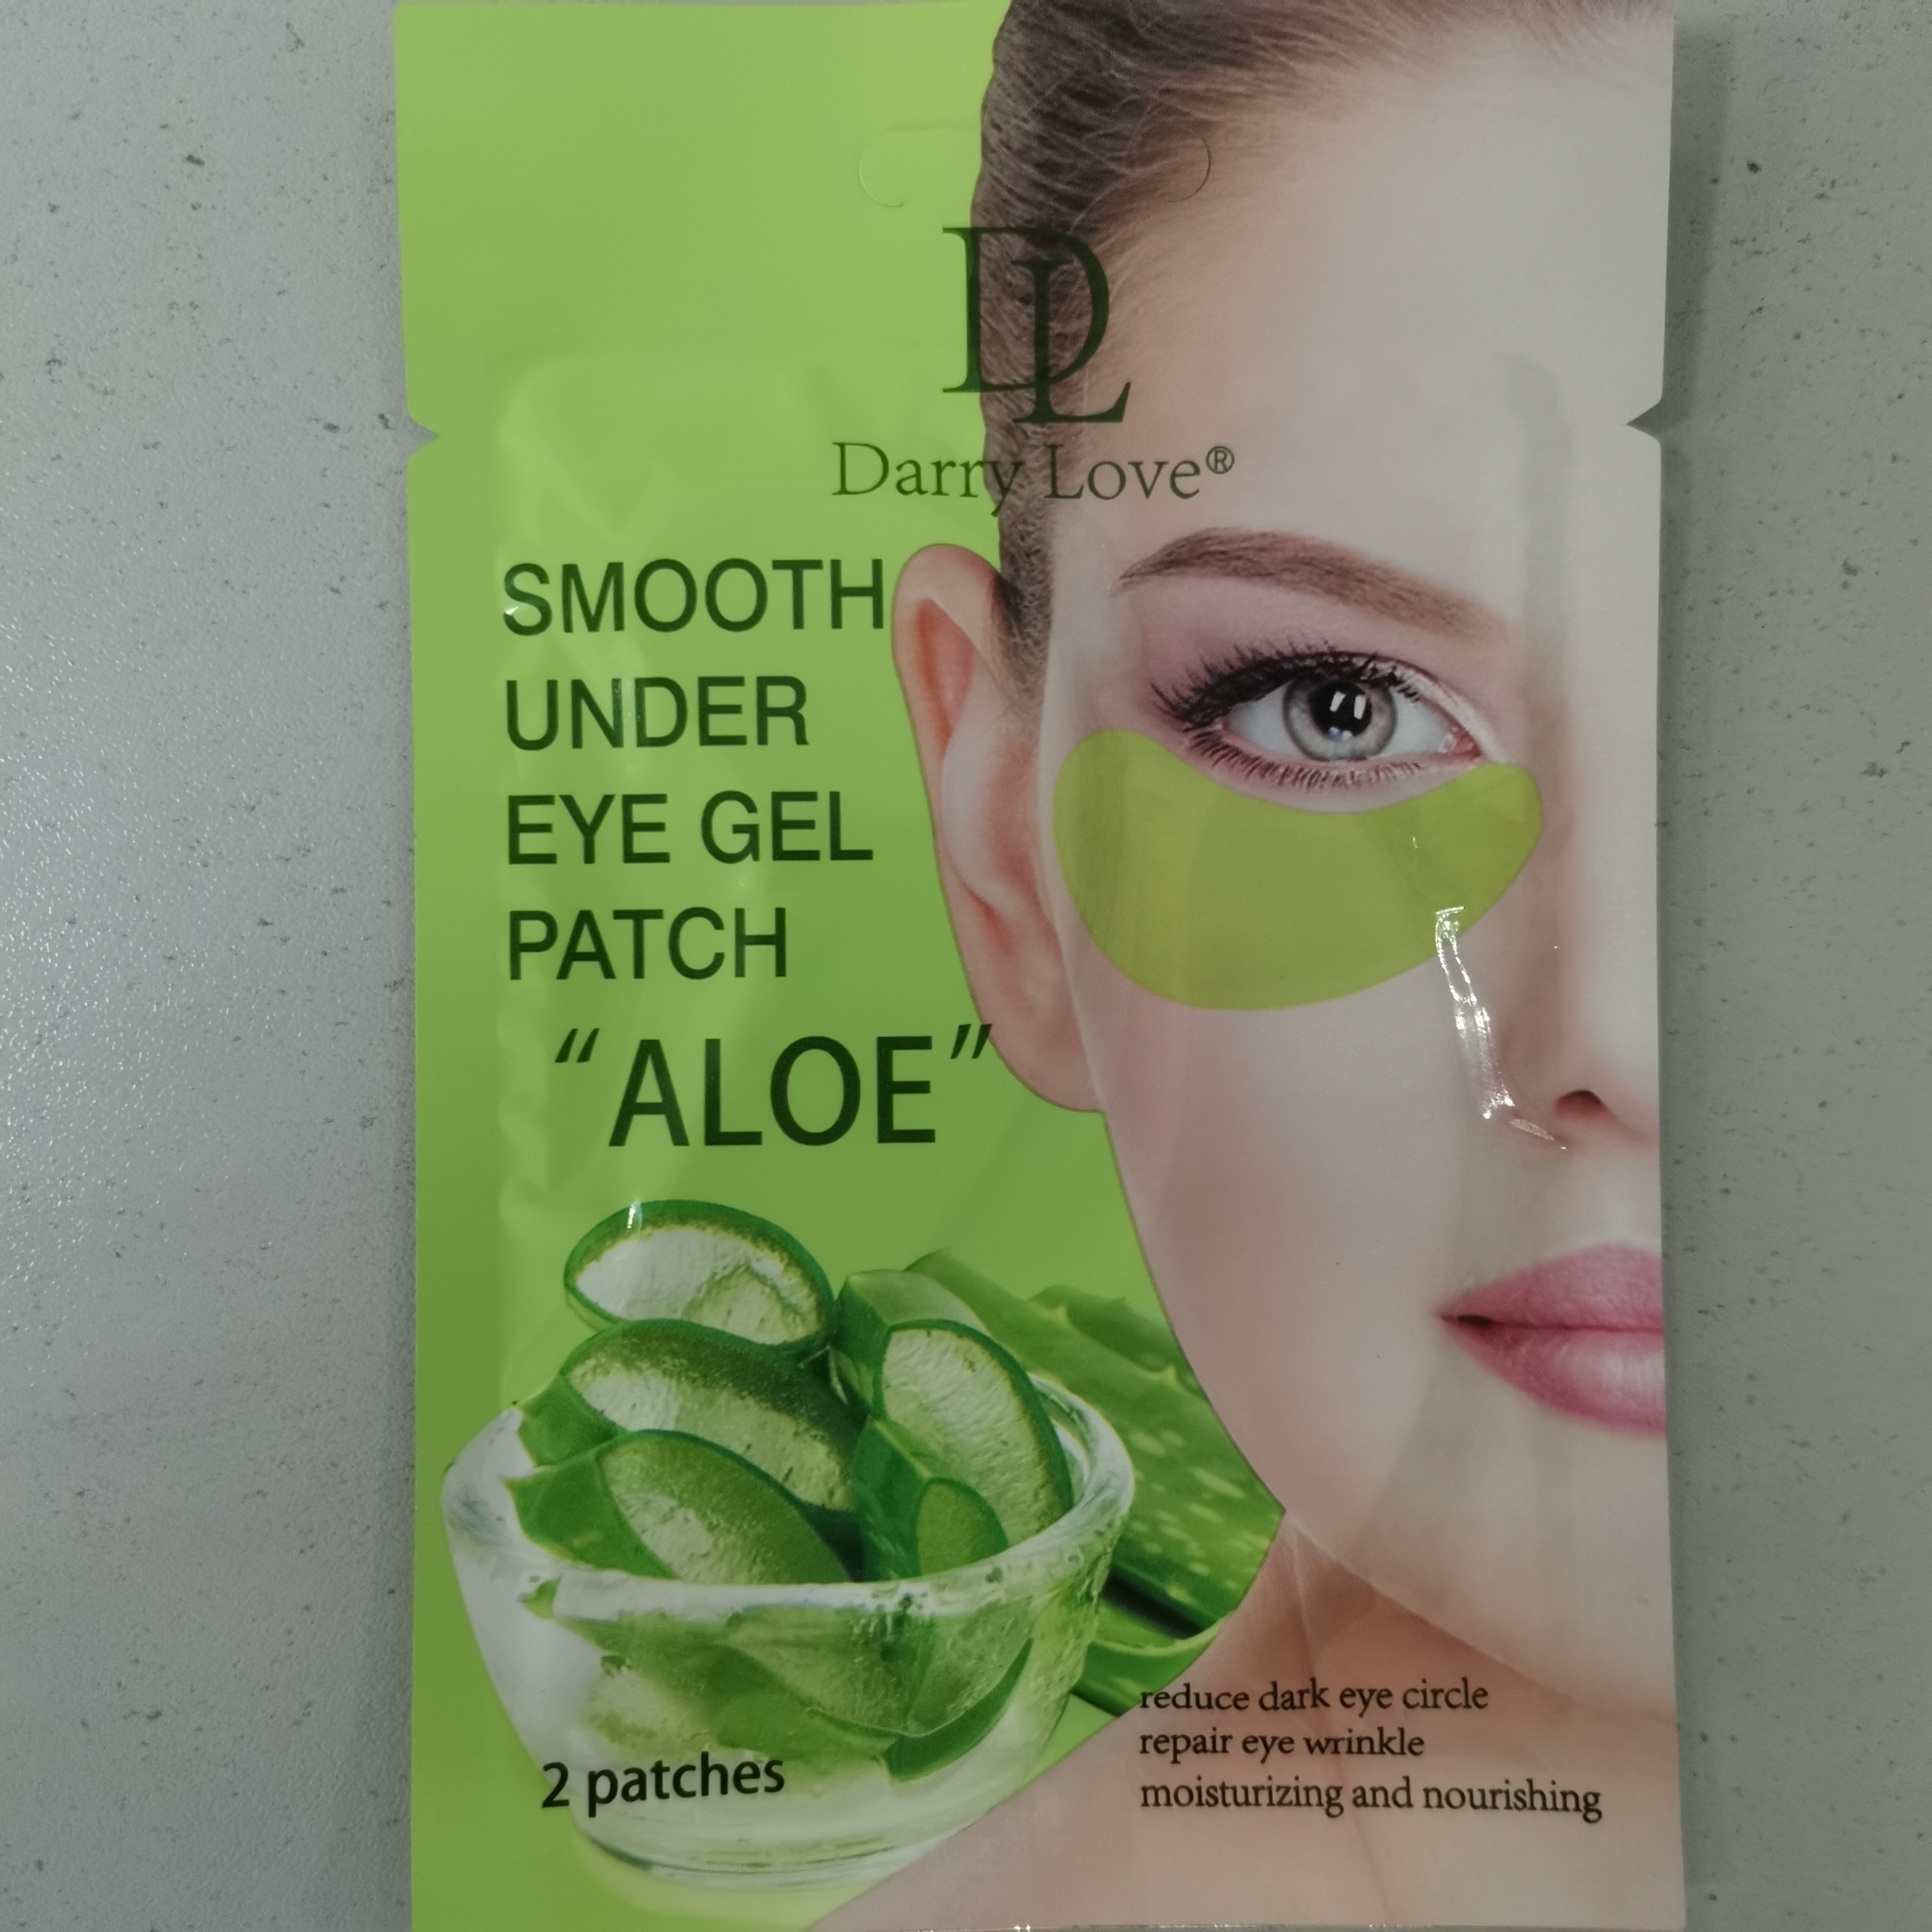 DL
Darry Love®
SMOOTH
UNDER
EYE GEL
PATCH
“ALOE”
reduce dark eye circle
repair eye wrinkle
moisturizing and nourishing
2 patches